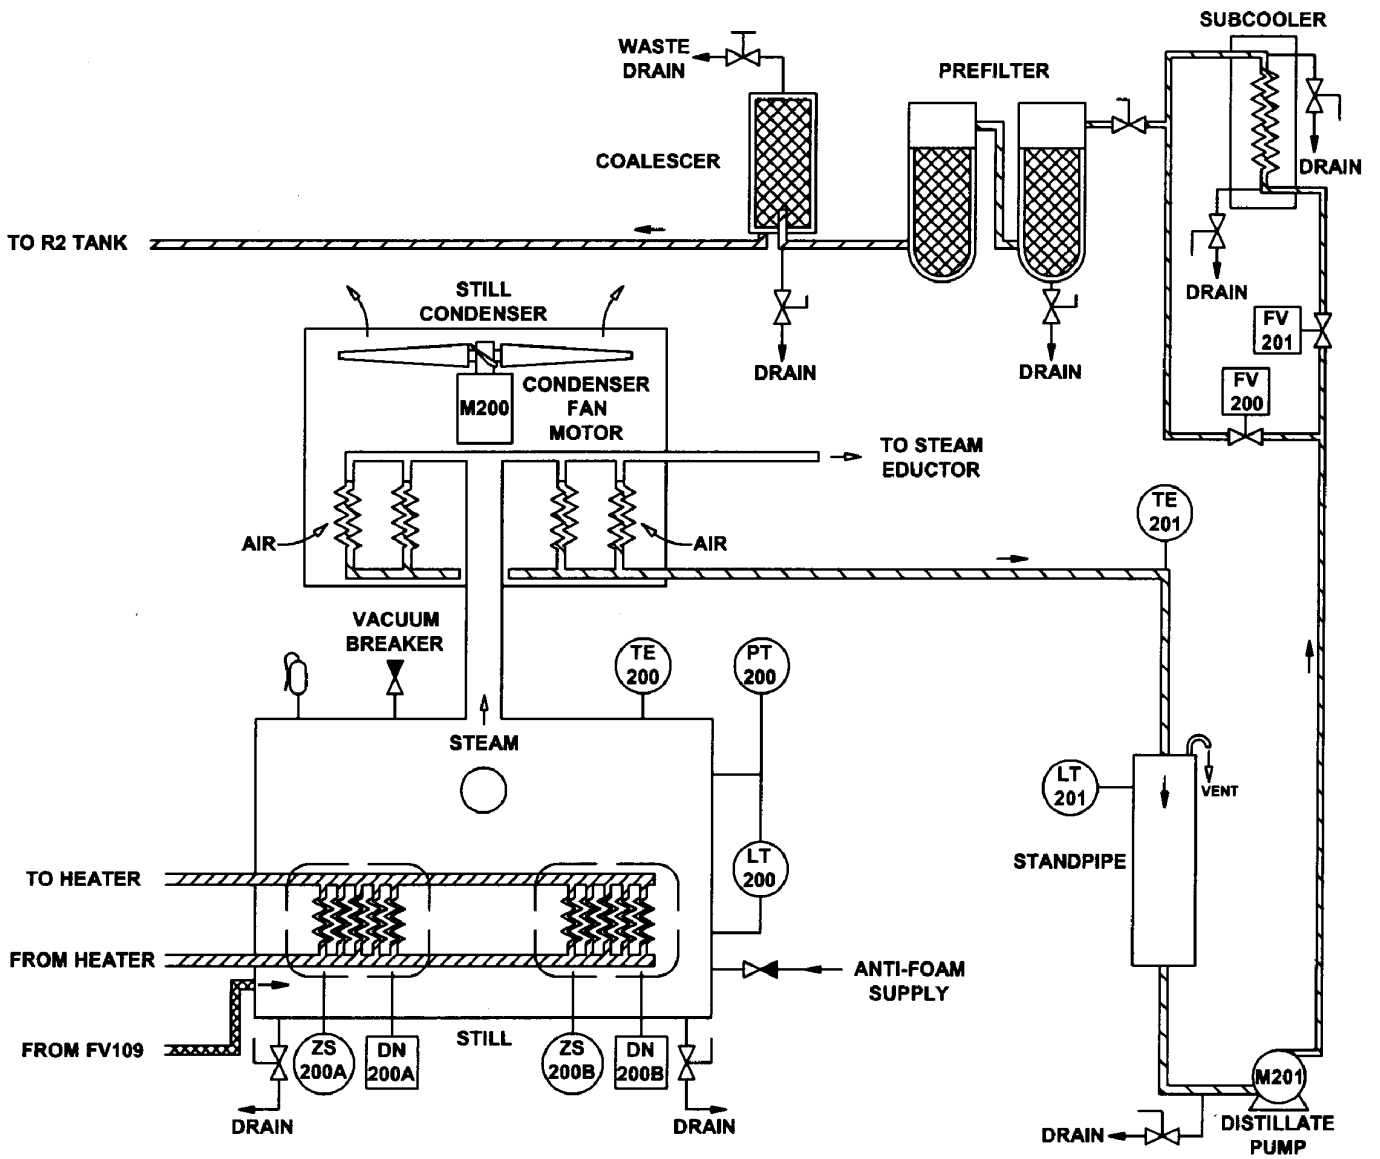 SUBCOOLER
WASTE
DRAIN
PREFILTER
COALESCER
DRAIN
TO R2 TANK
DRAIN
STILL
CONDENSER
FV
201
DRAIN
DRAIN
FV
200
M200
CONDENSER
FAN
MOTOR
TO STEAM
EDUCTOR
TE
201
AIR
AIR
VACUUM
BREAKER
TE
200
PT
200
STEAM
LT
201
VENT
STANDPIPE
LT
200
TO HEATER
FROM HEATER
ANTI-FOAM
SUPPLY
FROM FV109
STILL
ZS
200A
DN
200A
ZS
200B
DN
200B
M201
DRAIN
DRAIN
DRAIN
DISTILLATE
PUMP